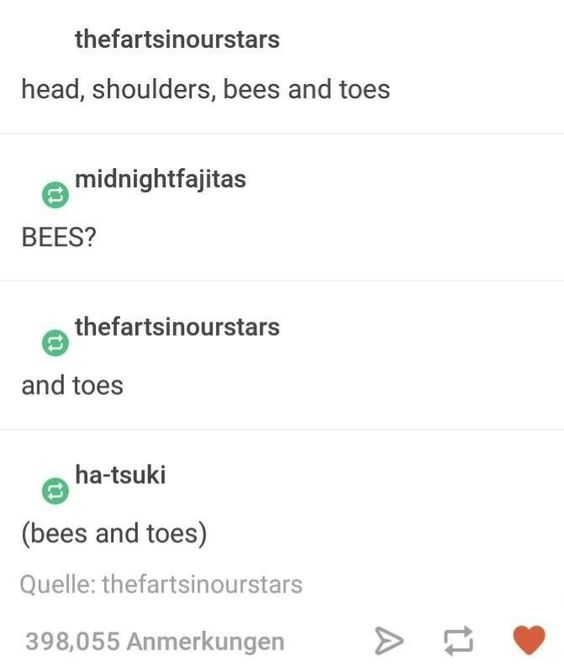 thefartsinourstars
head, shoulders, bees and toes
midnightfajitas
BEES?
thefartsinourstars
and toes
ha-tsuki
(bees and toes)
Quelle: thefartsinourstars
398,055 Anmerkungen